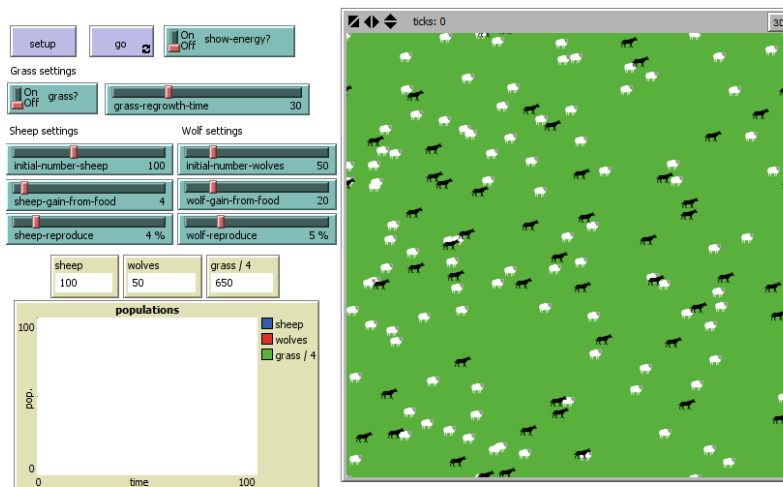 ticks: 0
3D
setup
go
On
Off
show-energy?
Grass settings
On
Off
grass?
grass-regrowth-time 30
Sheep settings
Wolf settings
initial-number-sheep 100
initial-number-wolves 50
sheep-gain-from-food 4
wolf-gain-from-food 20
sheep-reproduce 4 %
wolf-reproduce 5 %
sheep
100
wolves
50
grass / 4
650
populations
100
pop.
0
0
time
100
sheep
wolves
grass / 4